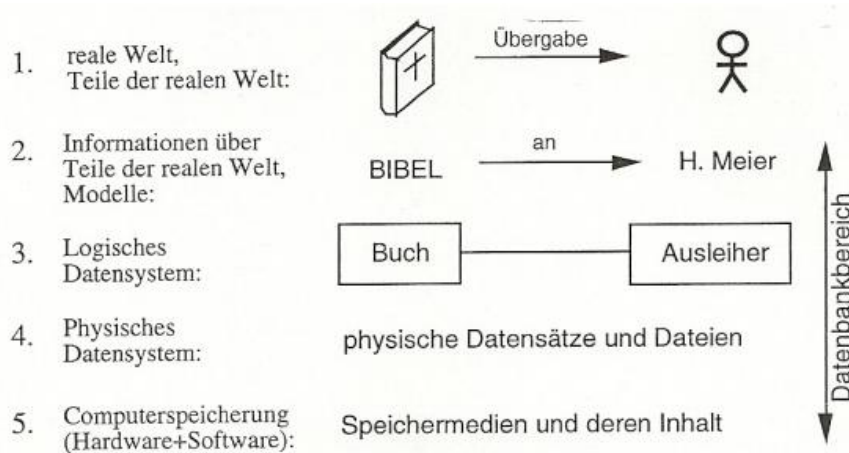 1. reale Welt,
Teile der realen Welt:
Übergabe
2. Informationen über
Teile der realen Welt,
Modelle:
BIBEL
an
H. Meier
3. Logisches
Datensystem:
Buch
Ausleiher
4. Physisches
Datensystem:
physische Datensätze und Dateien
5. Computerspeicherung
(Hardware+Software):
Speichermedien und deren Inhalt
Datenbankbereich